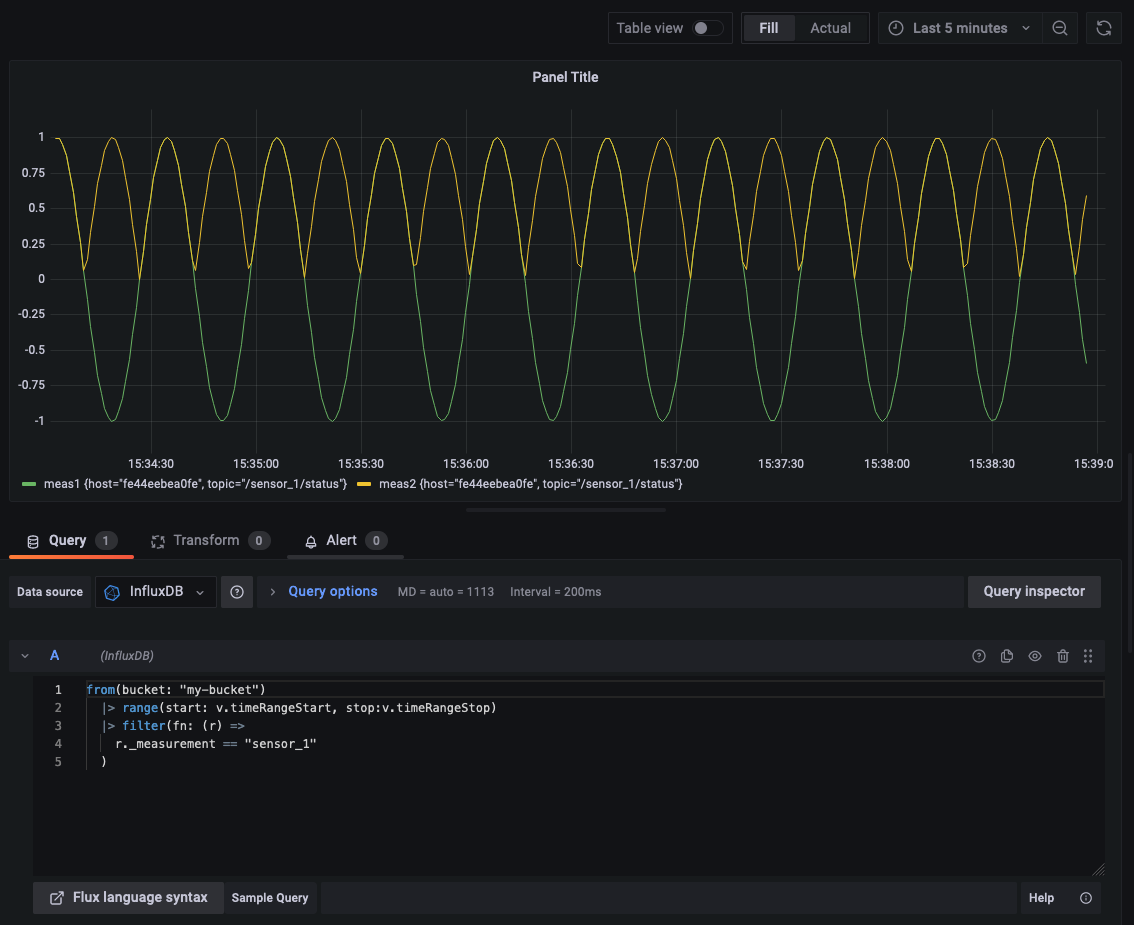 Table view Fill Actual Last 5 minutes
Panel Title
1
0.75
0.5
0.25
0
-0.25
-0.5
-0.75
-1
15:34:30 15:35:00 15:35:30 15:36:00 15:36:30 15:37:00 15:37:30 15:38:00 15:38:30 15:39:0
meas1 {host="fe44eebea0fe", topic="/sensor_1/status"} meas2 {host="fe44eebea0fe", topic="/sensor_1/status"}
Query 1 Transform 0 Alert 0
Data source InfluxDB Query options MD = auto = 1113 Interval = 200ms Query inspector
A (InfluxDB)
1 from(bucket: "my-bucket")
2 |> range(start: v.timeRangeStart, stop:v.timeRangeStop)
3 |> filter(fn: (r) =>
4 r._measurement == "sensor_1"
5 )
Flux language syntax Sample Query Help